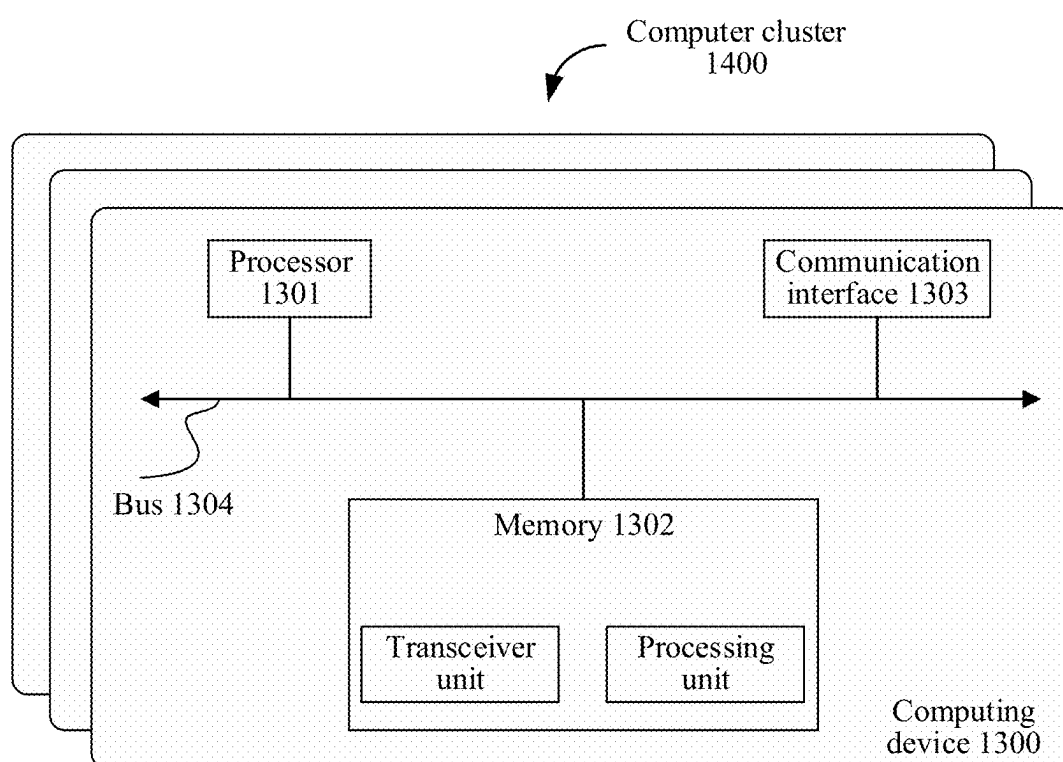 Computer cluster
1400
Processor
1301
Communication
interface 1303
Bus 1304
Memory 1302
Transceiver
unit
Processing
unit
Computing
device 1300